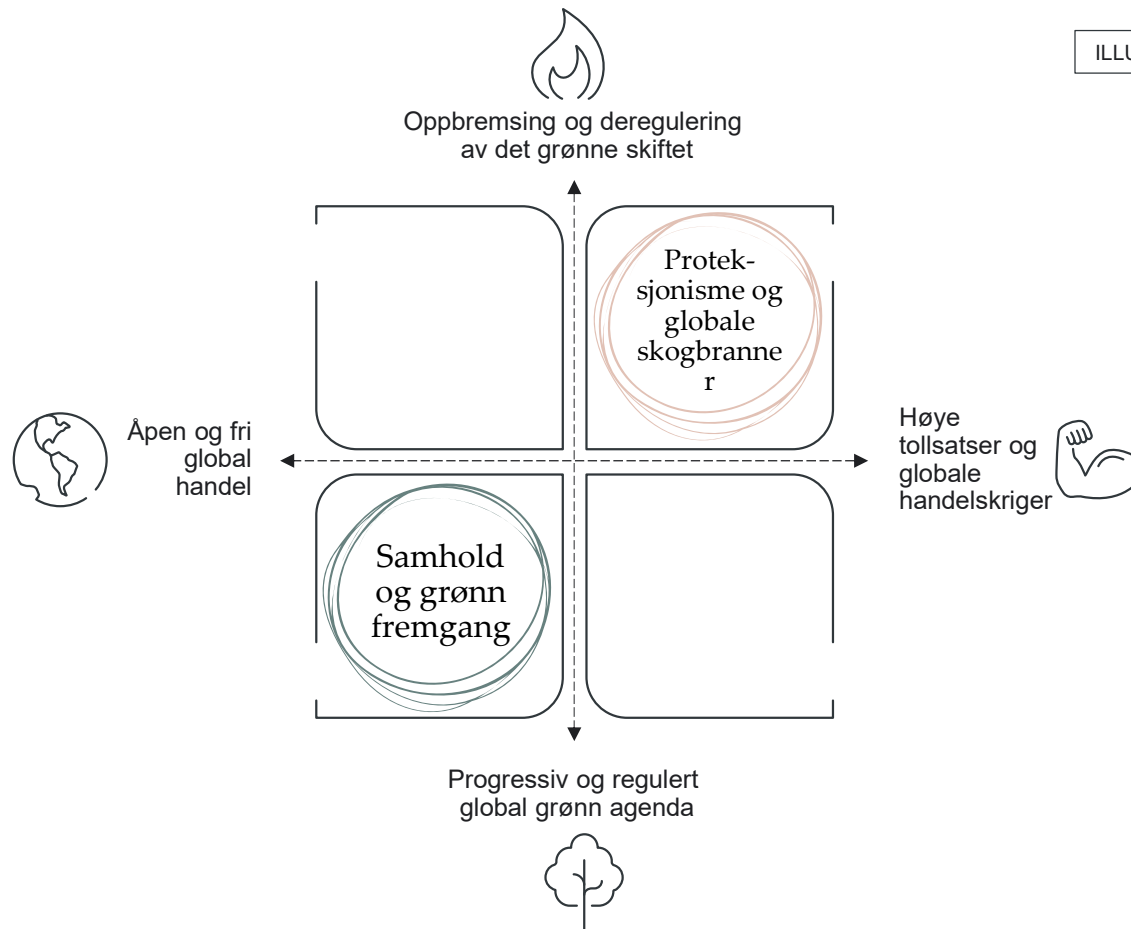 ILLU
Oppbremsing og deregulering
av det grønne skiftet
Protek-
sjonisme og
globale
skogbranne
r
Åpen og fri
global
handel
Høye
tollsatser og
globale
handelskriger
Samhold
og grønn
fremgang
Progressiv og regulert
global grønn agenda